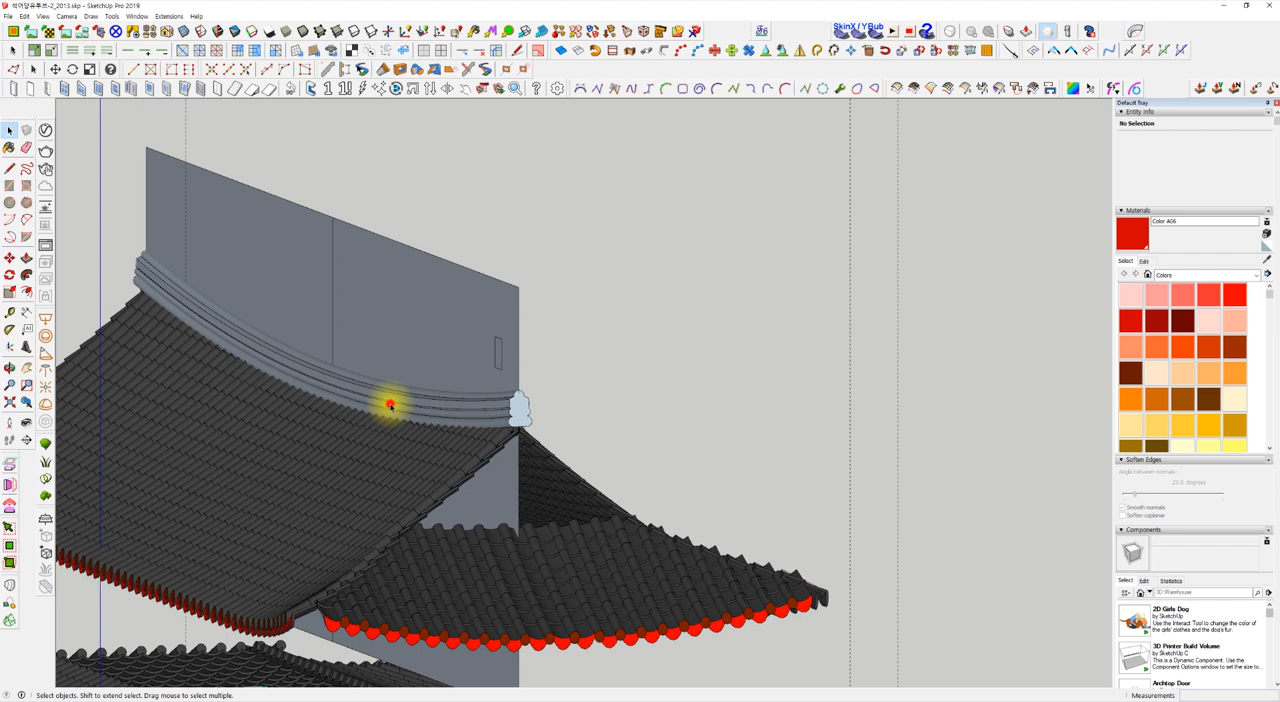 석어당유투브-2_2013.skp - SketchUp Pro 2019
File Edit View Camera Draw Tools Window Extensions Help
SkinX/YBub
Default Tray
Entity Info
No Selection
Materials
Color A06
Select Edit
Colors
Soften Edges
Angle between normals:
20.0 degrees
Smooth normals
Soften coplanar
Components
Select Edit Statistics
3D Warehouse
2D Girls Dog
by SketchUp
Use the Interact Tool to change the color of the girls' clothes and the dog's fur.
3D Printer Build Volume
by SketchUp C
This is a Dynamic Component. Use the Component Options window to set the size to...
Archtop Door
Select objects. Shift to extend select. Drag mouse to select multiple.
Measurements